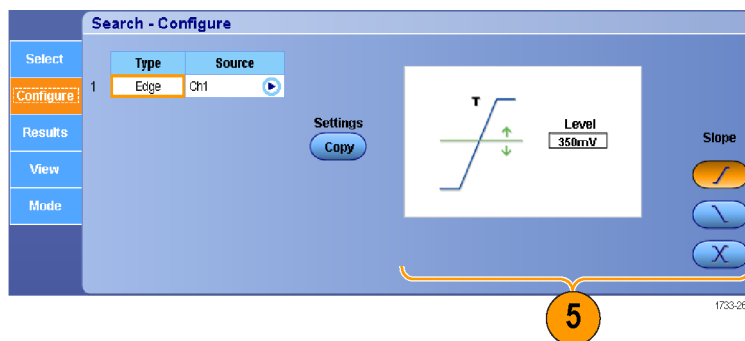 Search - Configure
Select
Configure
Results
View
Mode
Type Source
1 Edge Ch1
Settings
Copy
T
Level
350mV
Slope
5
1733-26